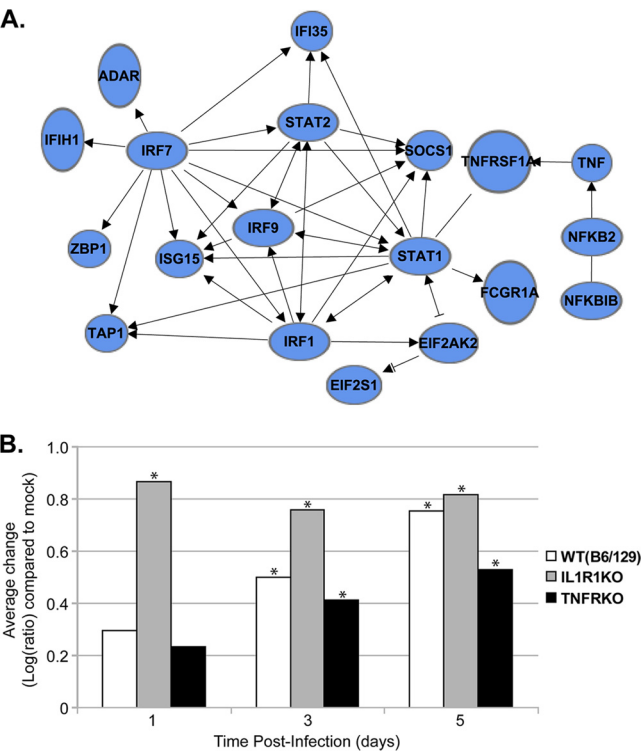 A.
IFI35
ADAR
STAT2
IFIH1
IRF7
SOCS1
TNFRSF1A
TNF
IRF9
NFKB2
ZBP1
ISG15
STAT1
FCGR1A
NFKBIB
TAP1
IRF1
EIF2AK2
EIF2S1
B.
Average change
(Log(ratio) compared to mock)
1.0
0.8
0.6
0.4
0.2
0
*
*
*
*
*
*
*
WT(B6/129)
IL1R1KO
TNFRKO
1 3 5
Time Post-Infection (days)